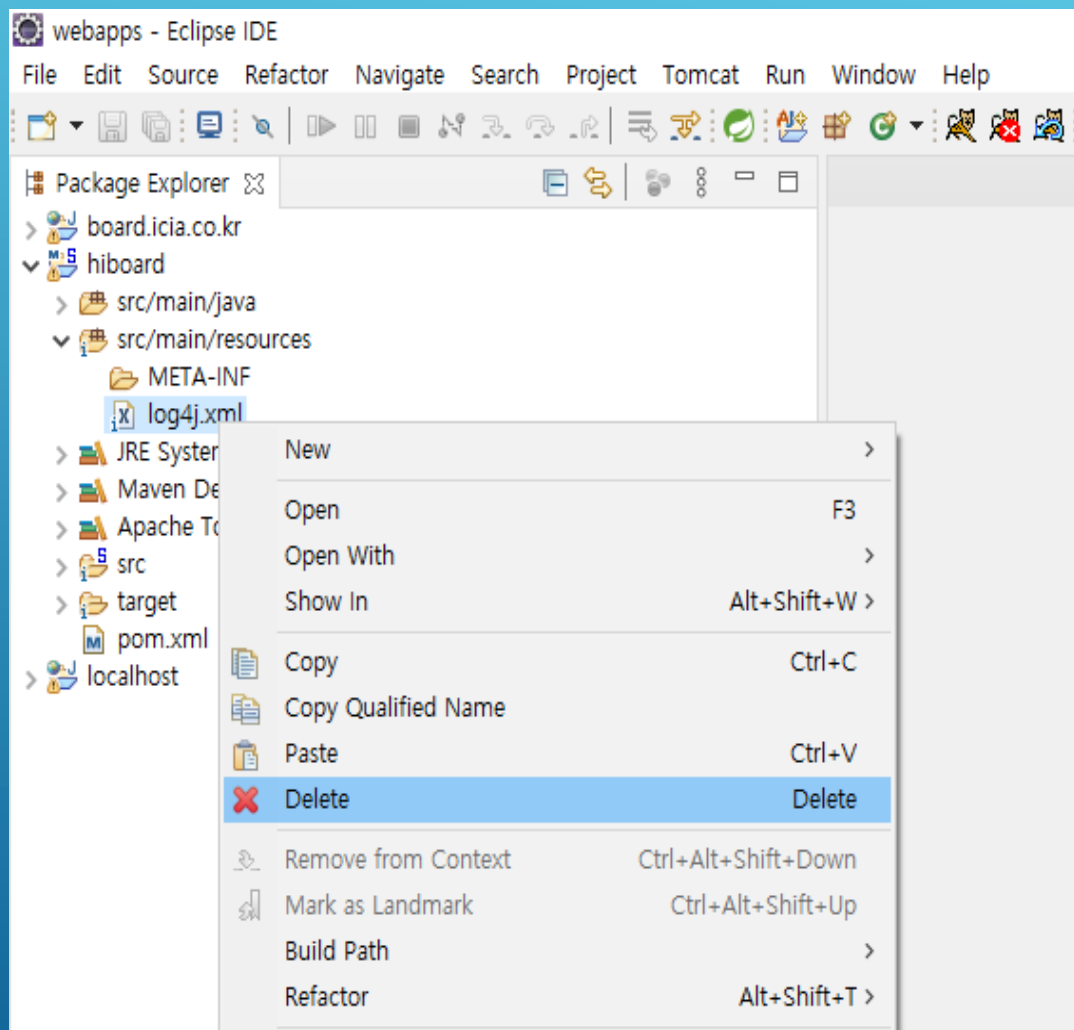 webapps - Eclipse IDE
File Edit Source Refactor Navigate Search Project Tomcat Run Window Help
Package Explorer
board.icia.co.kr
hiboard
src/main/java
src/main/resources
META-INF
log4j.xml
JRE System
Maven De
Apache To
src
target
pom.xml
localhost
New
Open F3
Open With
Show In Alt+Shift+W >
Copy Ctrl+C
Copy Qualified Name
Paste Ctrl+V
Delete Delete
Remove from Context Ctrl+Alt+Shift+Down
Mark as Landmark Ctrl+Alt+Shift+Up
Build Path
Refactor Alt+Shift+T >